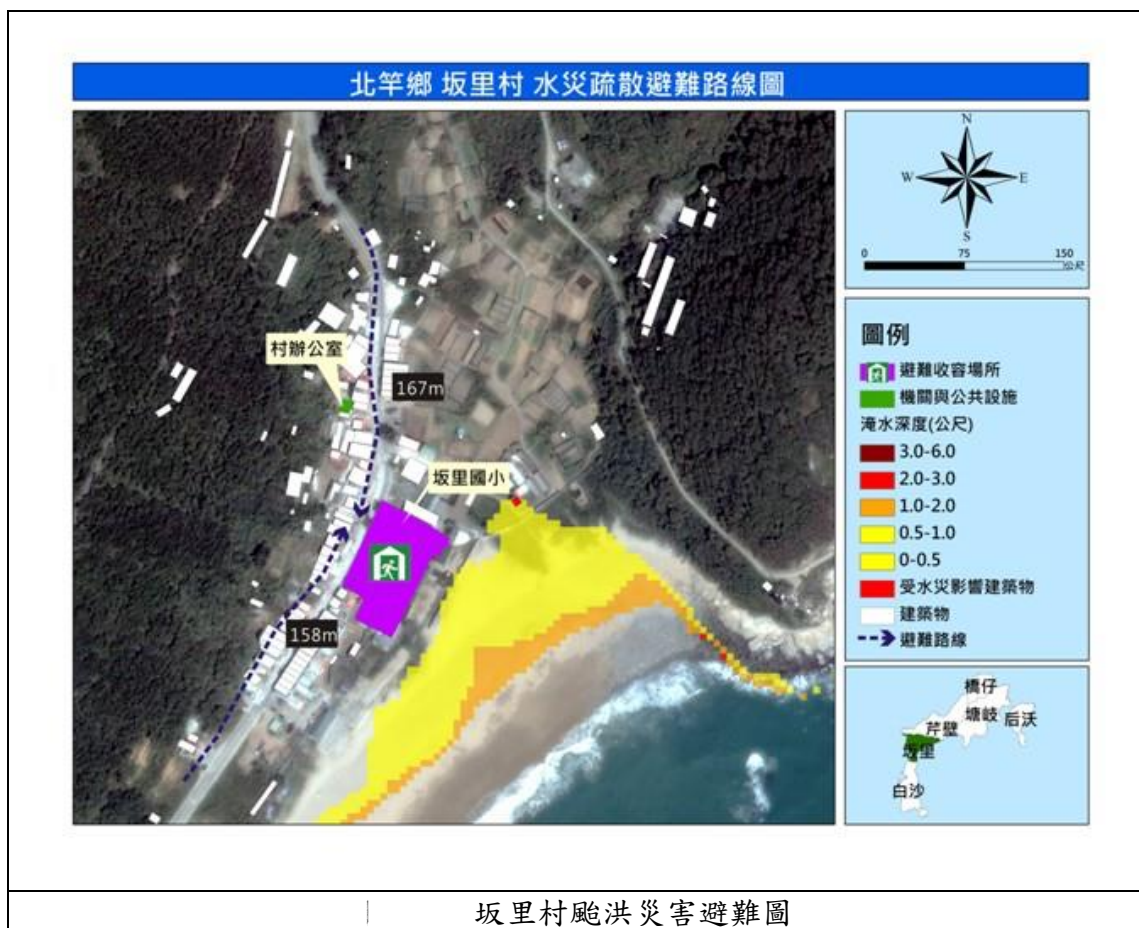 北竿鄉 坂里村 水災疏散避難路線圖
村辦公室
167m
坂里國小
158m
N
W
E
S
0
75
150
公尺
圖例
避難收容場所
機關與公共設施
淹水深度(公尺)
3.0-6.0
2.0-3.0
1.0-2.0
0.5-1.0
0-0.5
受水災影響建築物
建築物
避難路線
橋仔
塘岐
后沃
芹壁
坂里
白沙
坂里村颱洪災害避難圖